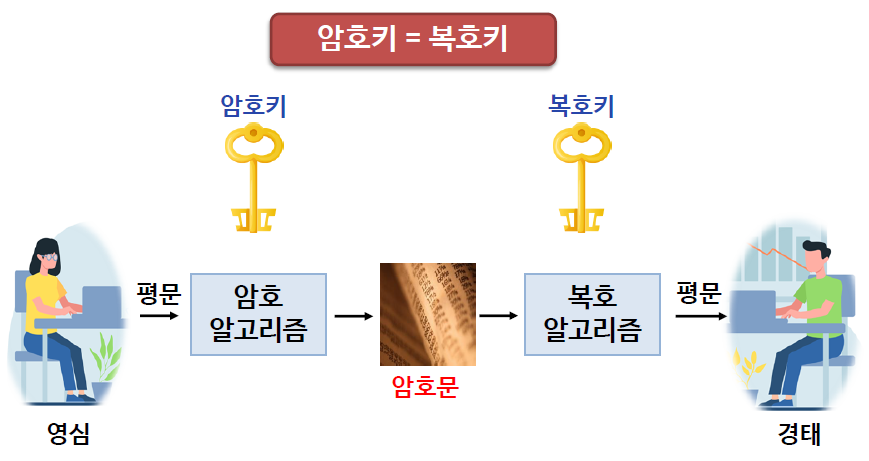 암호키 = 복호키
암호키
복호키
평문
암호
알고리즘
암호문
복호
알고리즘
평문
영심
경태